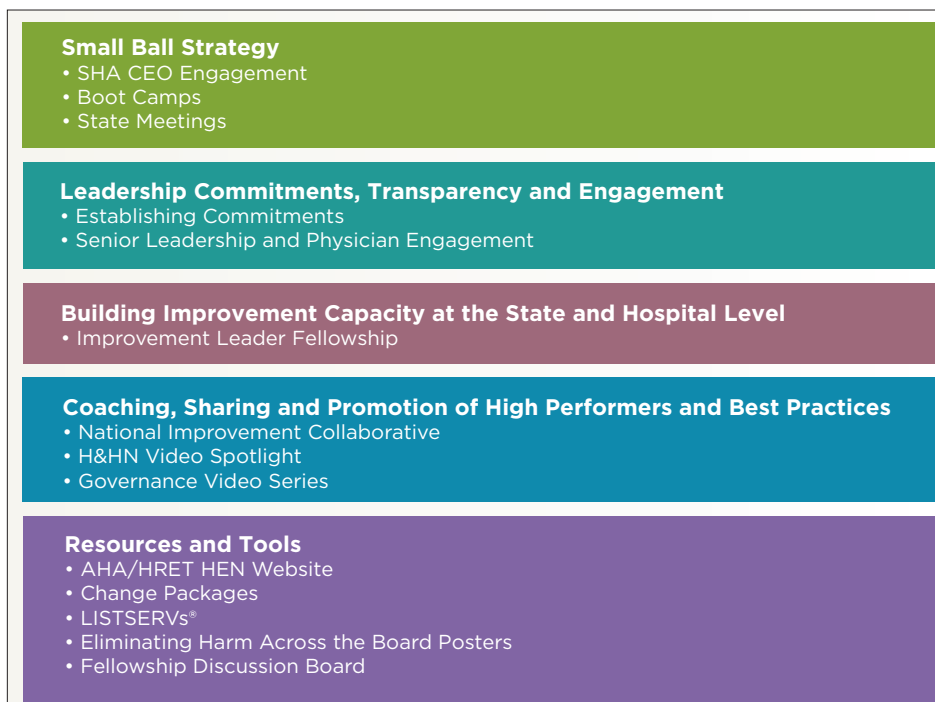 Small Ball Strategy
• SHA CEO Engagement
• Boot Camps
• State Meetings
Leadership Commitments, Transparency and Engagement
• Establishing Commitments
• Senior Leadership and Physician Engagement
Building Improvement Capacity at the State and Hospital Level
• Improvement Leader Fellowship
Coaching, Sharing and Promotion of High Performers and Best Practices
• National Improvement Collaborative
• H&HN Video Spotlight
• Governance Video Series
Resources and Tools
• AHA/HRET HEN Website
• Change Packages
• LISTSERVs®
• Eliminating Harm Across the Board Posters
• Fellowship Discussion Board